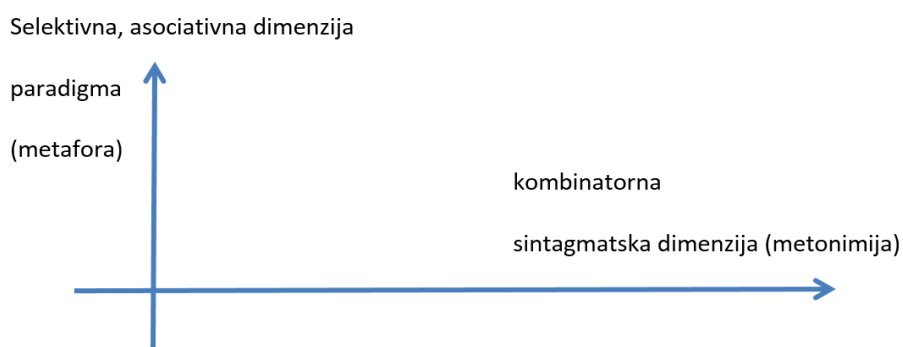 Selektivna, asociativna dimenzija
paradigma
(metafora)
kombinatorna
sintagmatska dimenzija (metonimija)